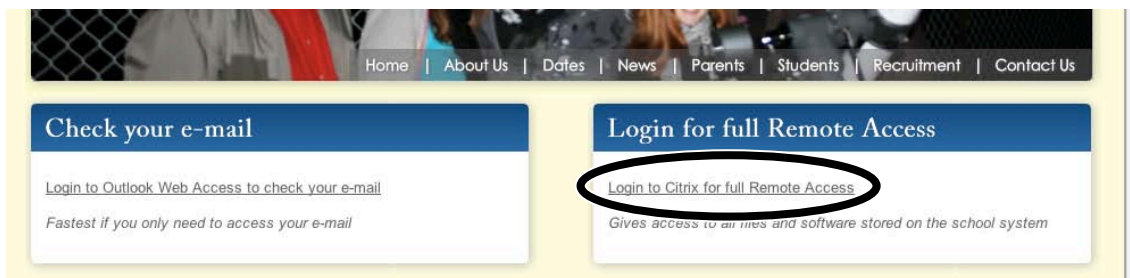 Home | About Us | Dates | News | Parents | Students | Recruitment | Contact Us
Check your e-mail
Login to Outlook Web Access to check your e-mail
Fastest if you only need to access your e-mail
Login for full Remote Access
Login to Citrix for full Remote Access
Gives access to all files and software stored on the school system